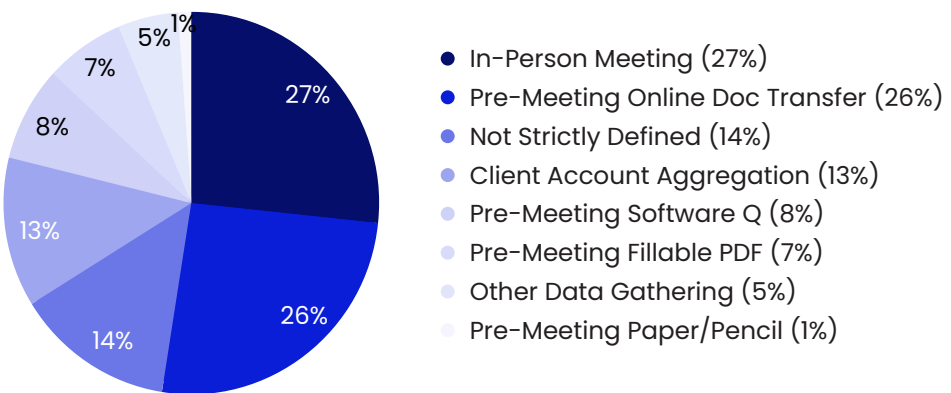 1%
5%
7%
27%
8%
13%
26%
14%
In-Person Meeting (27%)
Pre-Meeting Online Doc Transfer (26%)
Not Strictly Defined (14%)
Client Account Aggregation (13%)
Pre-Meeting Software Q (8%)
Pre-Meeting Fillable PDF (7%)
Other Data Gathering (5%)
Pre-Meeting Paper/Pencil (1%)